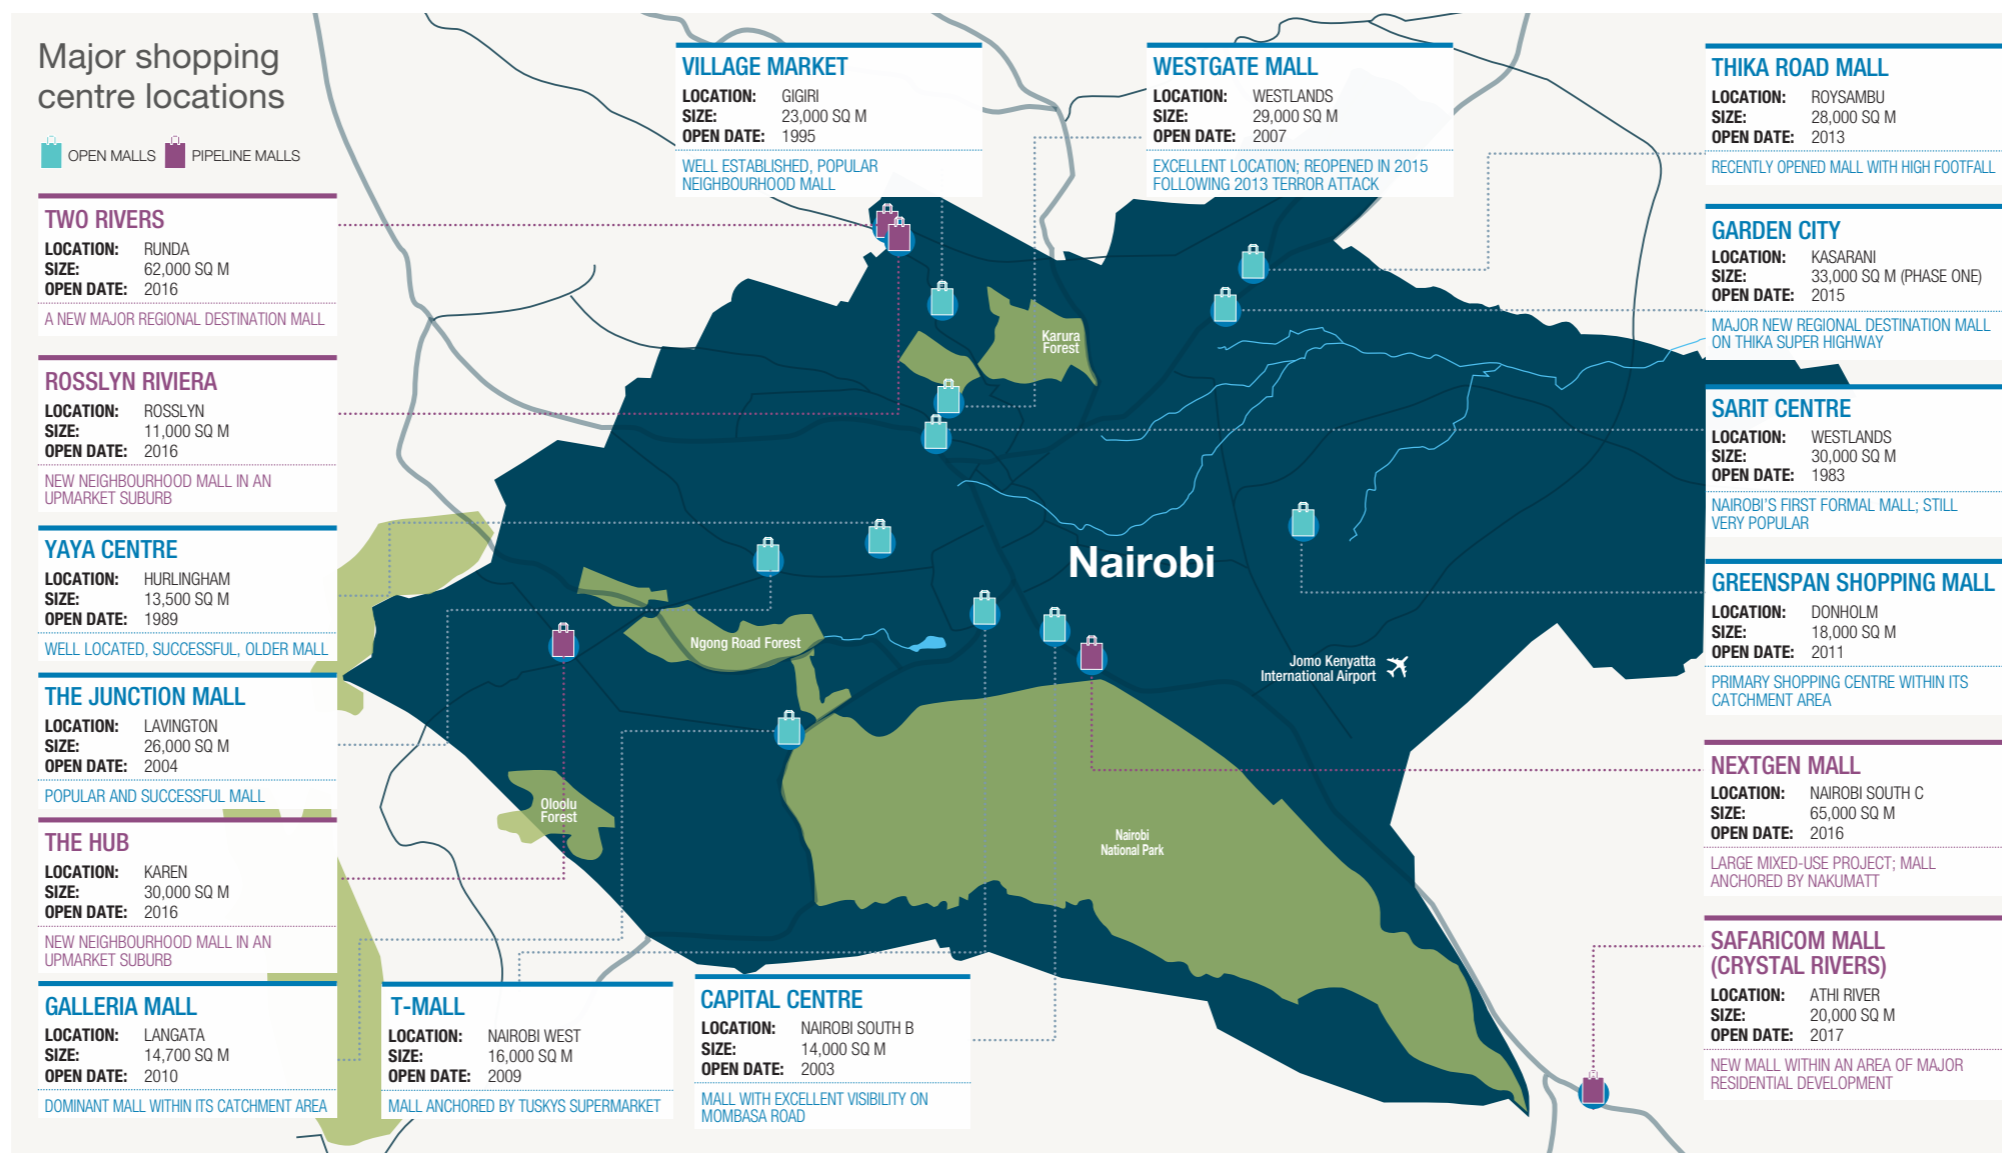 Major shopping
centre locations
OPEN MALLS
PIPELINE MALLS
TWO RIVERS
LOCATION: RUNDA
SIZE: 62,000 SQ M
OPEN DATE: 2016
A NEW MAJOR REGIONAL DESTINATION MALL
ROSSLYN RIVIERA
LOCATION: ROSSLYN
SIZE: 11,000 SQ M
OPEN DATE: 2016
NEW NEIGHBOURHOOD MALL IN AN
UPMARKET SUBURB
YAYA CENTRE
LOCATION: HURLINGHAM
SIZE: 13,500 SQ M
OPEN DATE: 1989
WELL LOCATED, SUCCESSFUL, OLDER MALL
THE JUNCTION MALL
LOCATION: LAVINGTON
SIZE: 26,000 SQ M
OPEN DATE: 2004
POPULAR AND SUCCESSFUL MALL
THE HUB
LOCATION: KAREN
SIZE: 30,000 SQ M
OPEN DATE: 2016
NEW NEIGHBOURHOOD MALL IN AN
UPMARKET SUBURB
GALLERIA MALL
LOCATION: LANGATA
SIZE: 14,700 SQ M
OPEN DATE: 2010
DOMINANT MALL WITHIN ITS CATCHMENT AREA
T-MALL
LOCATION: NAIROBI WEST
SIZE: 16,000 SQ M
OPEN DATE: 2009
MALL ANCHORED BY TUSKYS SUPERMARKET
CAPITAL CENTRE
LOCATION: NAIROBI SOUTH B
SIZE: 14,000 SQ M
OPEN DATE: 2003
MALL WITH EXCELLENT VISIBILITY ON
MOMBASA ROAD
VILLAGE MARKET
LOCATION: GIGIRI
SIZE: 23,000 SQ M
OPEN DATE: 1995
WELL ESTABLISHED, POPULAR
NEIGHBOURHOOD MALL
WESTGATE MALL
LOCATION: WESTLANDS
SIZE: 29,000 SQ M
OPEN DATE: 2007
EXCELLENT LOCATION; REOPENED IN 2015
FOLLOWING 2013 TERROR ATTACK
Karura
Forest
Nairobi
Ngong Road Forest
Jomo Kenyatta
International Airport
Oloolu
Forest
Nairobi
National Park
THIKA ROAD MALL
LOCATION: ROYSAMBU
SIZE: 28,000 SQ M
OPEN DATE: 2013
RECENTLY OPENED MALL WITH HIGH FOOTFALL
GARDEN CITY
LOCATION: KASARANI
SIZE: 33,000 SQ M (PHASE ONE)
OPEN DATE: 2015
MAJOR NEW REGIONAL DESTINATION MALL
ON THIKA SUPER HIGHWAY
SARIT CENTRE
LOCATION: WESTLANDS
SIZE: 30,000 SQ M
OPEN DATE: 1983
NAIROBI'S FIRST FORMAL MALL; STILL
VERY POPULAR
GREENSPAN SHOPPING MALL
LOCATION: DONHOLM
SIZE: 18,000 SQ M
OPEN DATE: 2011
PRIMARY SHOPPING CENTRE WITHIN ITS
CATCHMENT AREA
NEXTGEN MALL
LOCATION: NAIROBI SOUTH C
SIZE: 65,000 SQ M
OPEN DATE: 2016
LARGE MIXED-USE PROJECT; MALL
ANCHORED BY NAKUMATT
SAFARICOM MALL
(CRYSTAL RIVERS)
LOCATION: ATHI RIVER
SIZE: 20,000 SQ M
OPEN DATE: 2017
NEW MALL WITHIN AN AREA OF MAJOR
RESIDENTIAL DEVELOPMENT